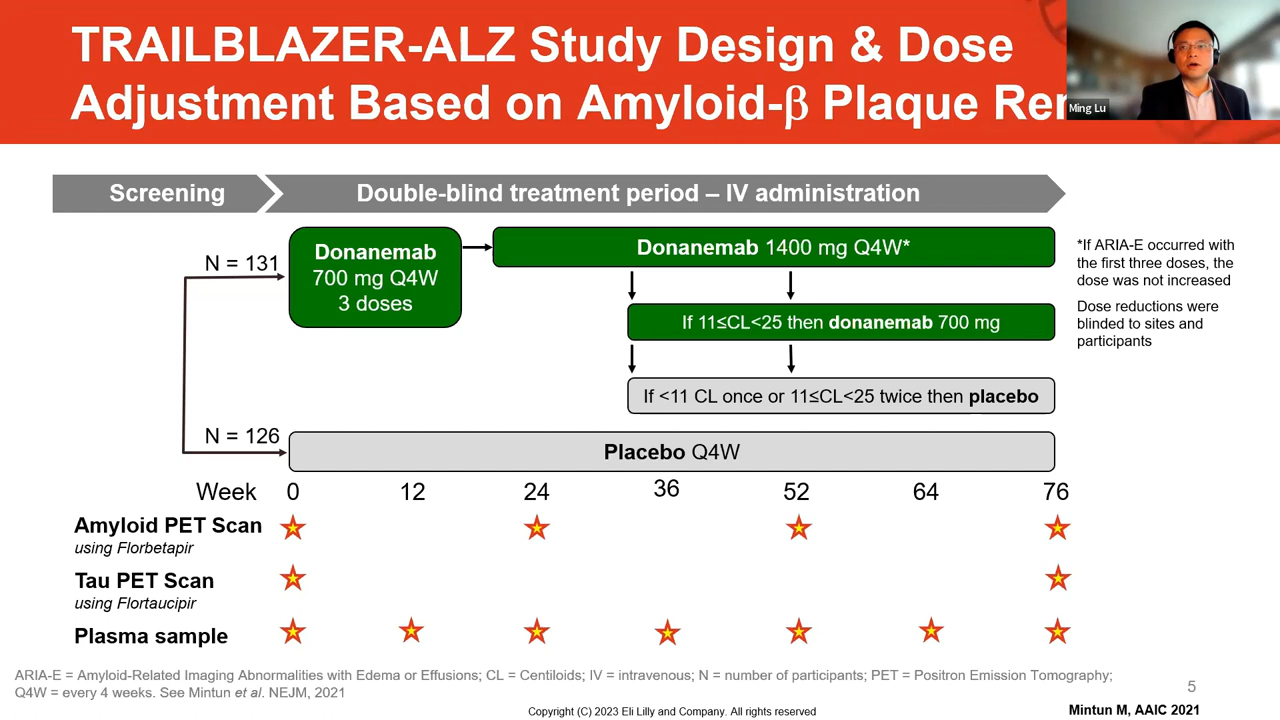 TRAILBLAZER-ALZ Study Design & Dose
Adjustment Based on Amyloid-β Plaque
Ming Lu
Screening
Double-blind treatment period – IV administration
N = 131
Donanemab
700 mg Q4W
3 doses
Donanemab 1400 mg Q4W*
If 11≤CL<25 then donanemab 700 mg
If <11 CL once or 11≤CL<25 twice then placebo
*If ARIA-E occurred with
the first three doses, the
dose was not increased
Dose reductions were
blinded to sites and
participants
N = 126
Placebo Q4W
Week 0 12 24 36 52 64 76
Amyloid PET Scan
using Florbetapir
Tau PET Scan
using Flortaucipir
Plasma sample
ARIA-E = Amyloid-Related Imaging Abnormalities with Edema or Effusions; CL = Centiloids; IV = intravenous; N = number of participants; PET = Positron Emission Tomography;
Q4W = every 4 weeks. See Mintun et al. NEJM, 2021
5
Copyright (C) 2023 Eli Lilly and Company. All rights reserved
Mintun M, AAIC 2021